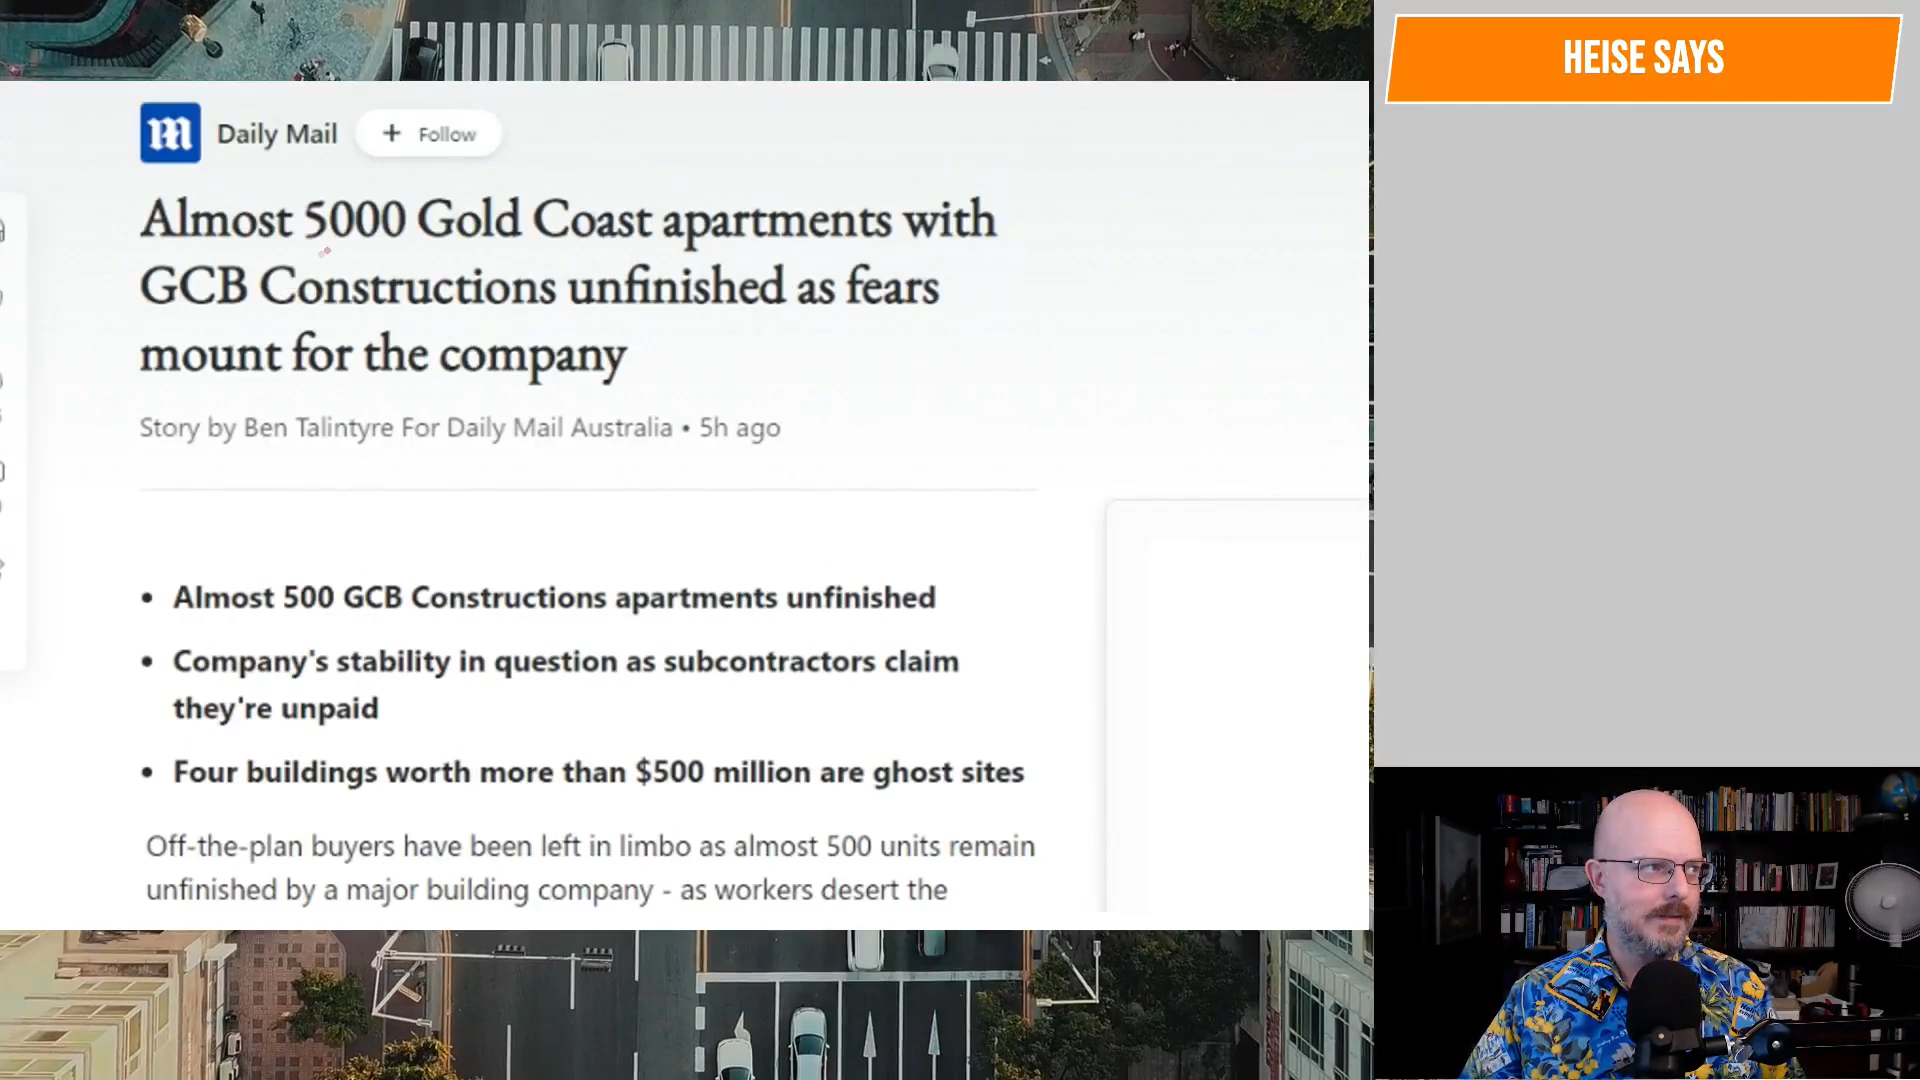 HEISE SAYS
m Daily Mail + Follow
Almost 5000 Gold Coast apartments with
GCB Constructions unfinished as fears
mount for the company
Story by Ben Talintyre For Daily Mail Australia • 5h ago
• Almost 500 GCB Constructions apartments unfinished
• Company's stability in question as subcontractors claim
they're unpaid
• Four buildings worth more than $500 million are ghost sites
Off-the-plan buyers have been left in limbo as almost 500 units remain
unfinished by a major building company - as workers desert the